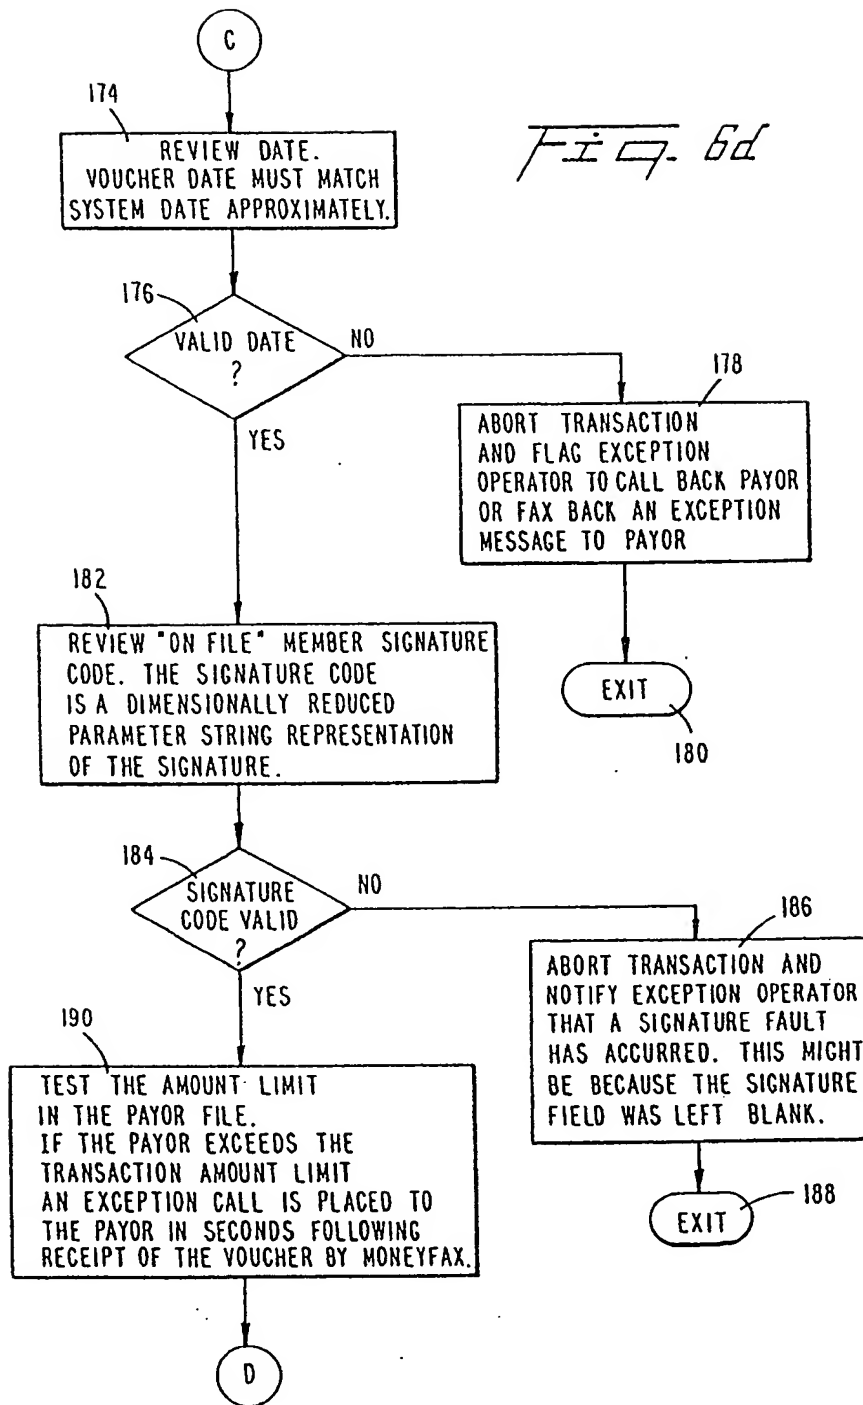 C
Fig. 6d
174
REVIEW DATE.
VOUCHER DATE MUST MATCH
SYSTEM DATE APPROXIMATELY.
176
VALID DATE
?
NO
YES
178
ABORT TRANSACTION
AND FLAG EXCEPTION
OPERATOR TO CALL BACK PAYOR
OR FAX BACK AN EXCEPTION
MESSAGE TO PAYOR
EXIT
180
182
REVIEW "ON FILE" MEMBER SIGNATURE
CODE. THE SIGNATURE CODE
IS A DIMENSIONALLY REDUCED
PARAMETER STRING REPRESENTATION
OF THE SIGNATURE.
184
SIGNATURE
CODE VALID
?
NO
YES
186
ABORT TRANSACTION AND
NOTIFY EXCEPTION OPERATOR
THAT A SIGNATURE FAULT
HAS ACCURRED. THIS MIGHT
BE BECAUSE THE SIGNATURE
FIELD WAS LEFT BLANK.
EXIT
188
190
TEST THE AMOUNT LIMIT
IN THE PAYOR FILE.
IF THE PAYOR EXCEEDS THE
TRANSACTION AMOUNT LIMIT
AN EXCEPTION CALL IS PLACED TO
THE PAYOR IN SECONDS FOLLOWING
RECEIPT OF THE VOUCHER BY MONEYFAX.
D